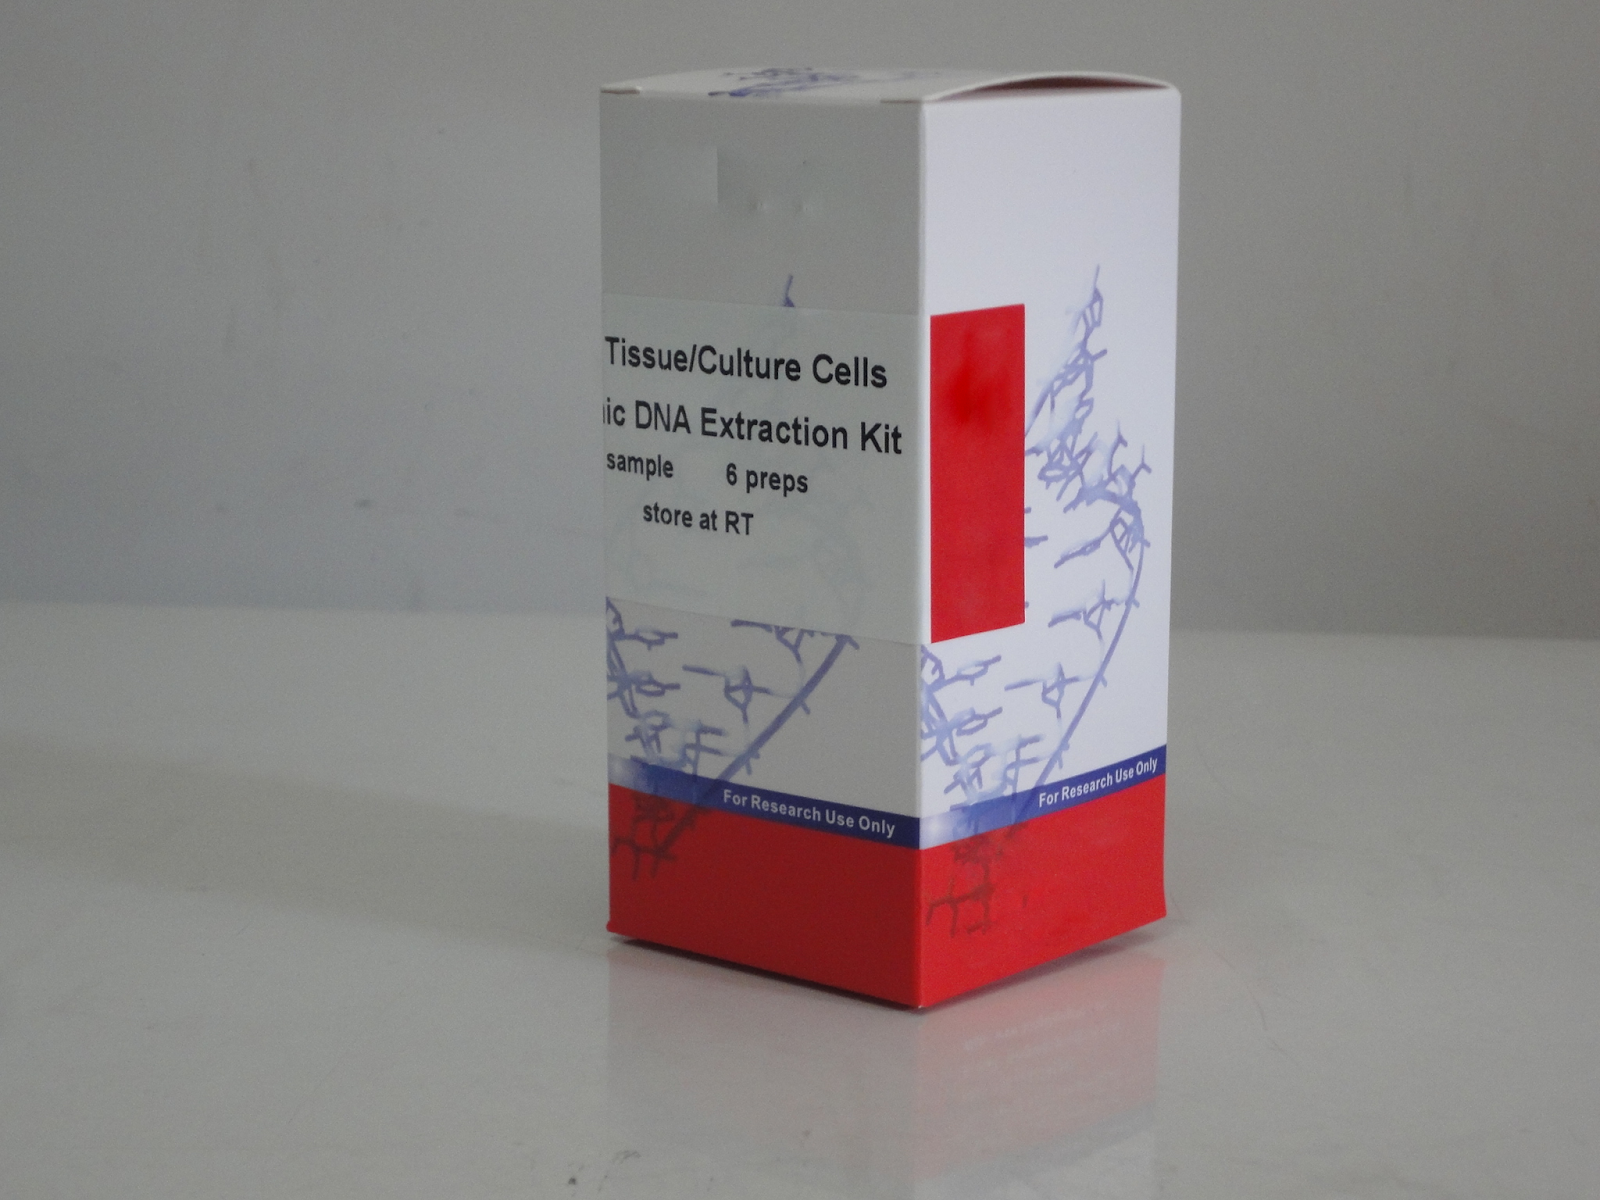 Tissue/Culture Cells
ic DNA Extraction Kit
sample 6 preps
store at RT
For Research Use Only
For Research Use Only